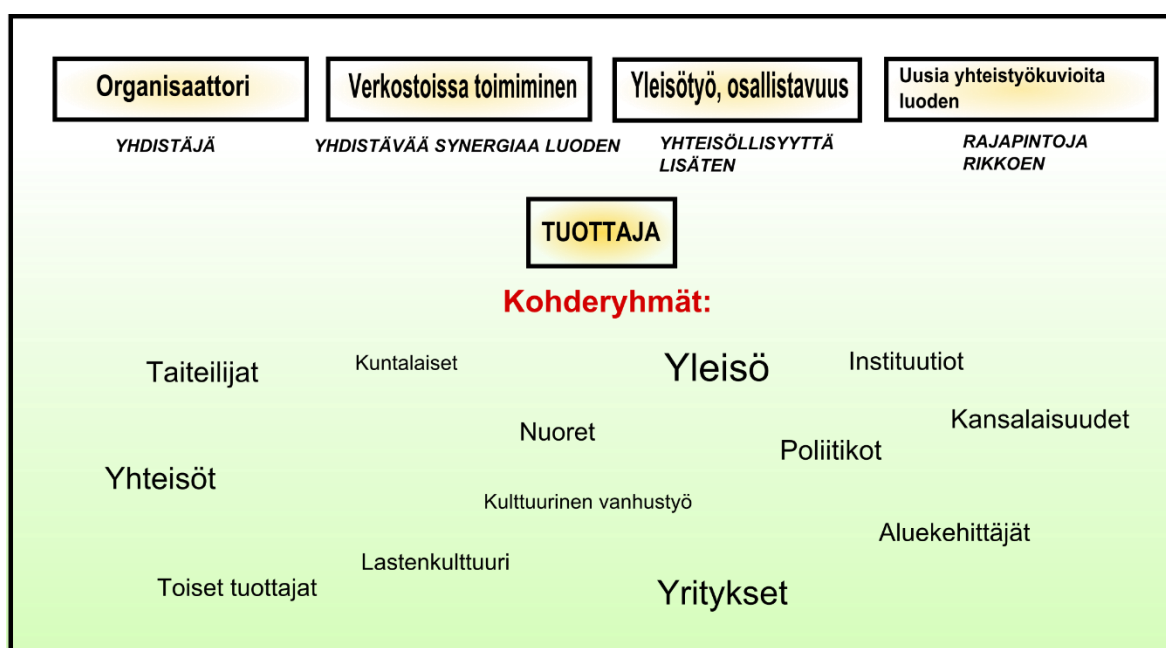 Organisaattori
Verkostoissa toimiminen
Yleisötyö, osallistavuus
Uusia yhteistyökuvioita
luoden
YHDISTÄJÄ
YHDISTÄVÄÄ SYNERGIAA LUODEN
YHTEISÖLLISYYTTÄ
LISÄTEN
RAJAPINTOJA
RIKKOEN
TUOTTAJA
Kohderyhmät:
Taiteilijat
Kuntalaiset
Yleisö
Instituutiot
Nuoret
Kansalaisuudet
Poliitikot
Yhteisöt
Kulttuurinen vanhustyö
Aluekehittäjät
Lastenkulttuuri
Toiset tuottajat
Yritykset